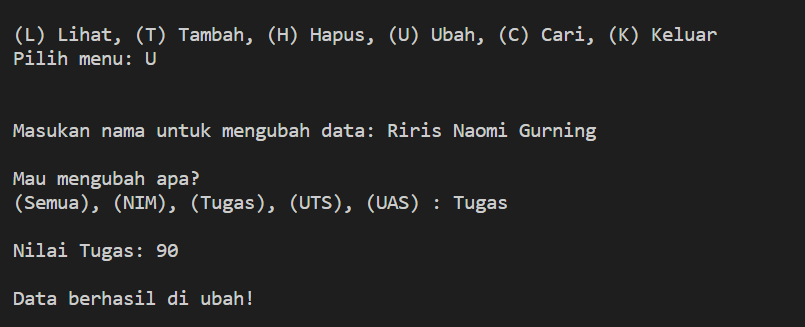 (L) Lihat, (T) Tambah, (H) Hapus, (U) Ubah, (C) Cari, (K) Keluar
Pilih menu: U
Masukan nama untuk mengubah data: Riris Naomi Gurning
Mau mengubah apa?
(Semua), (NIM), (Tugas), (UTS), (UAS) : Tugas
Nilai Tugas: 90
Data berhasil di ubah!